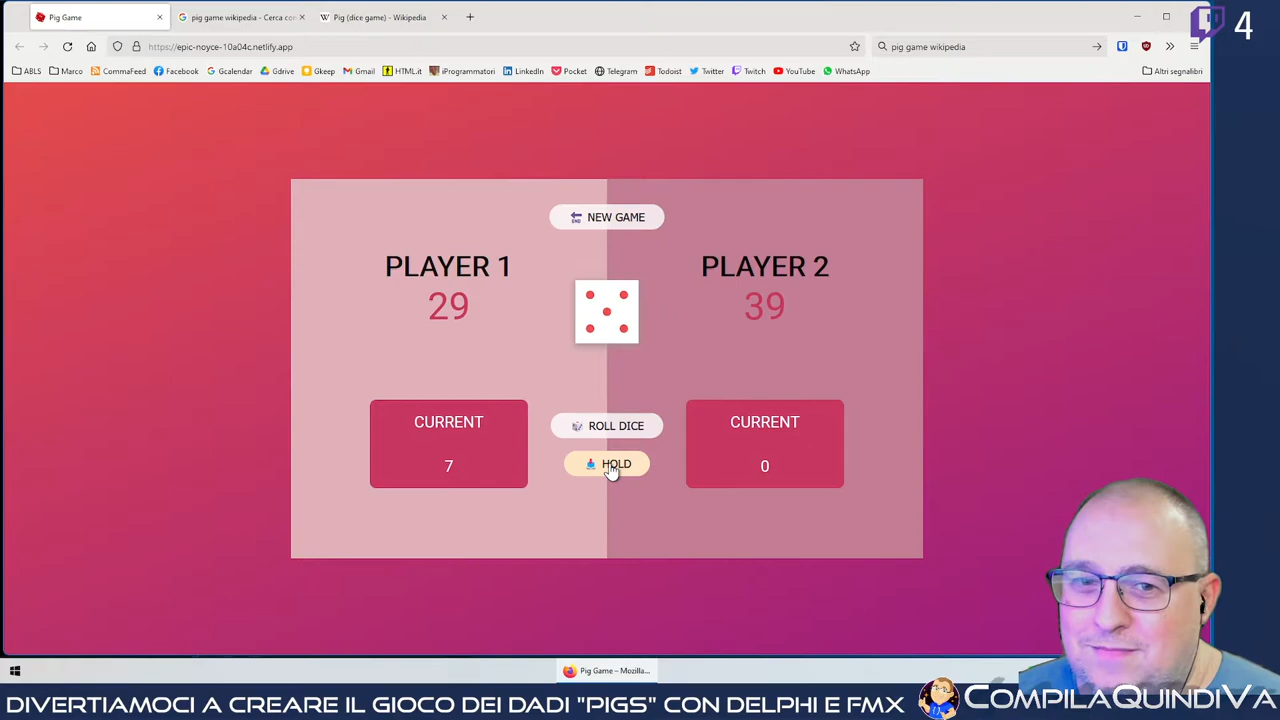 Pig Game
pig game wikipedia - Cerca con
Pig (dice game) - Wikipedia
4
https://epic-noyce-10a04c.netlify.app
pig game wikipedia
ABLS
Marco
CommaFeed
Facebook
Gcalendar
Gdrive
Gkeep
Gmail
HTML.it
iProgrammatori
LinkedIn
Pocket
Telegram
Todoist
Twitter
Twitch
YouTube
WhatsApp
Altri segnalibri
NEW GAME
PLAYER 1
29
PLAYER 2
39
CURRENT
7
ROLL DICE
HOLD
CURRENT
0
Pig Game – Mozilla...
DIVERTIAMOCI A CREARE IL GIOCO DEI DADI "PIGS" CON DELPHI E FMX
COMPILAQUINDIVA